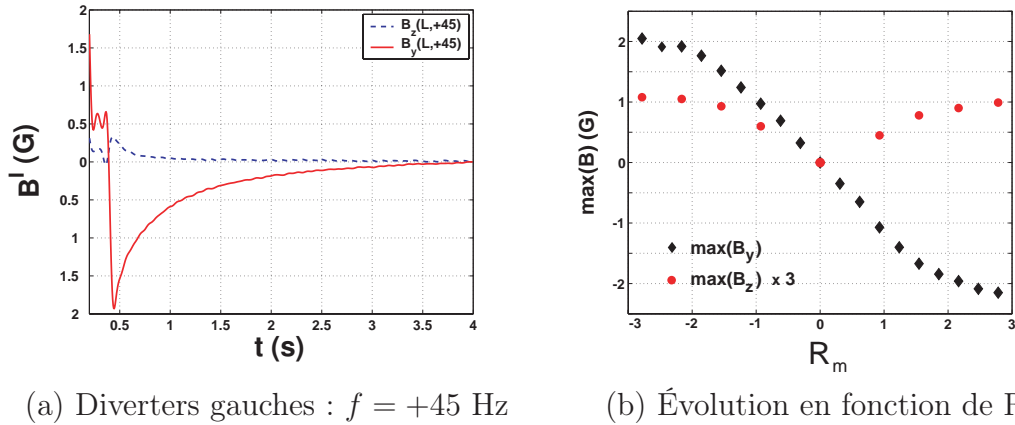 2
1.5
1
0.5
0
0.5
1
1.5
2
0.5 1 1.5 2 2.5 3 3.5 4
B^I (G)
t (s)
B_z(L,+45)
B_y(L,+45)
(a) Diverters gauches : f = +45 Hz
2
1
0
-1
-2
-3 -2 -1 0 1 2 3
max(B) (G)
R_m
max(B_y)
max(B_z) x 3
(b) Évolution en fonction de